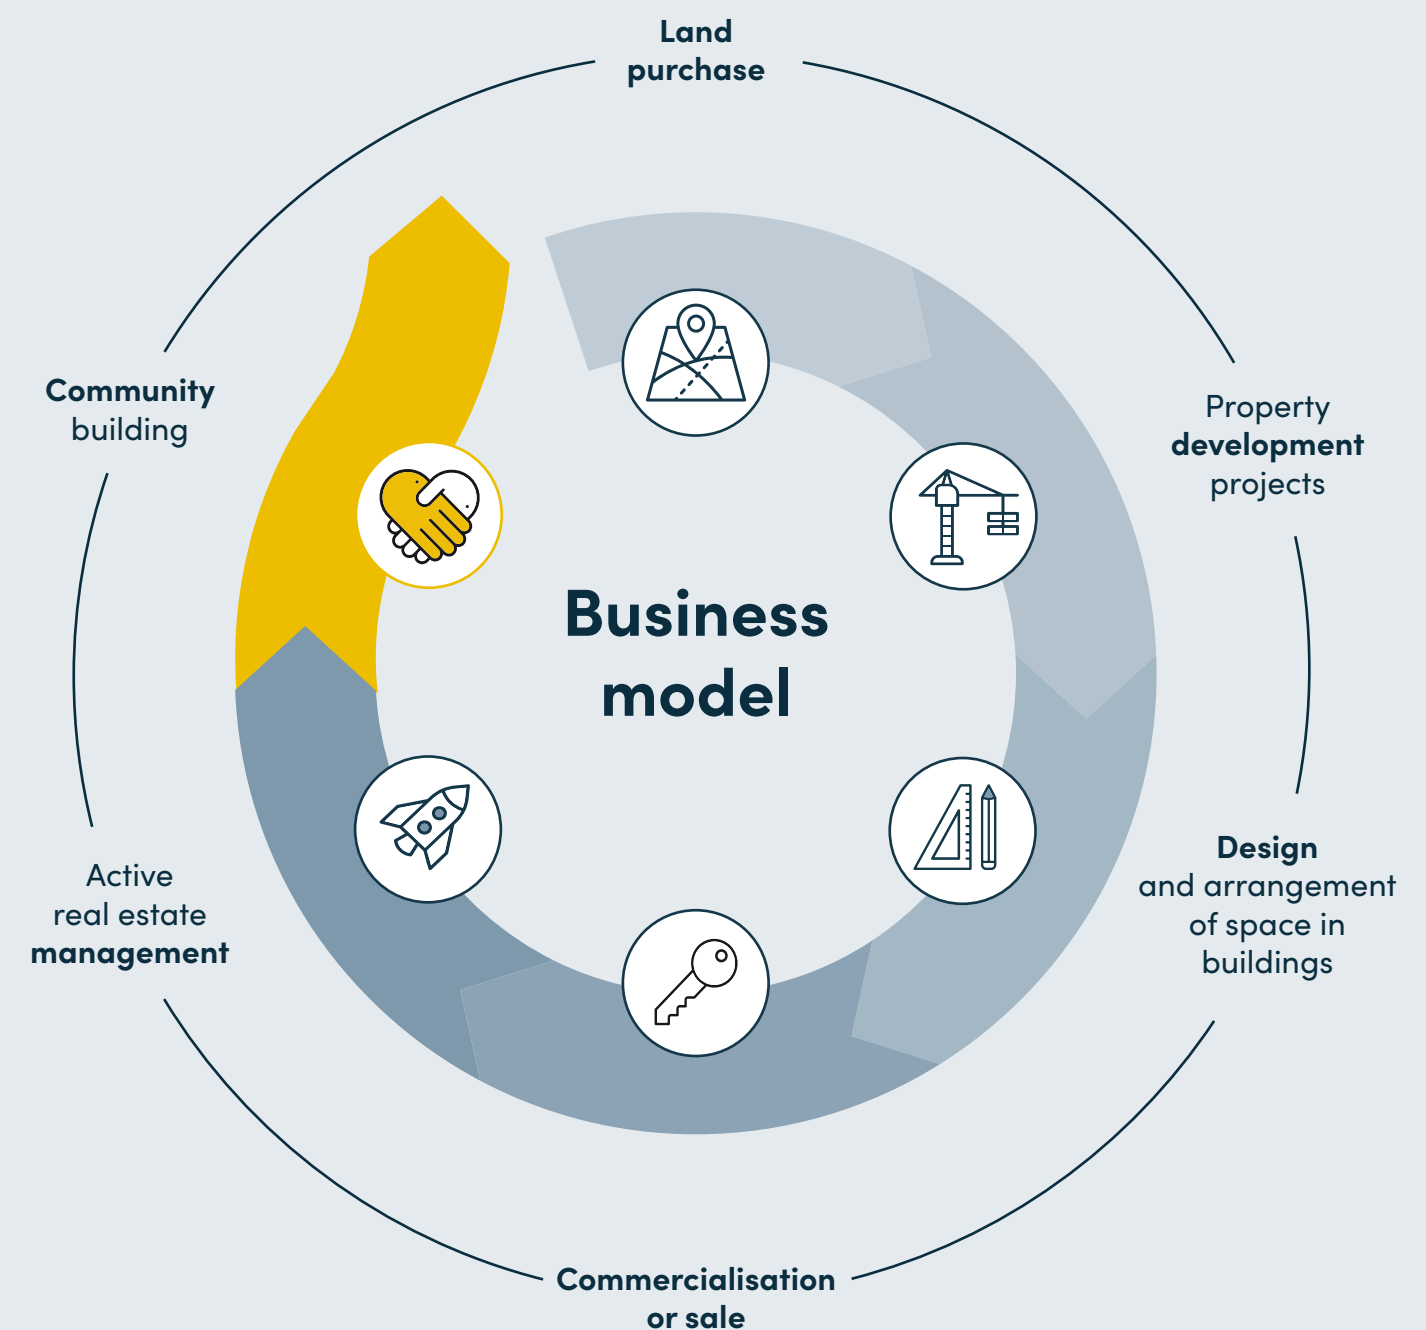 Land
purchase
Community
building
Property
development
projects
Business
model
Active
real estate
management
Design
and arrangement
of space in
buildings
Commercialisation
or sale